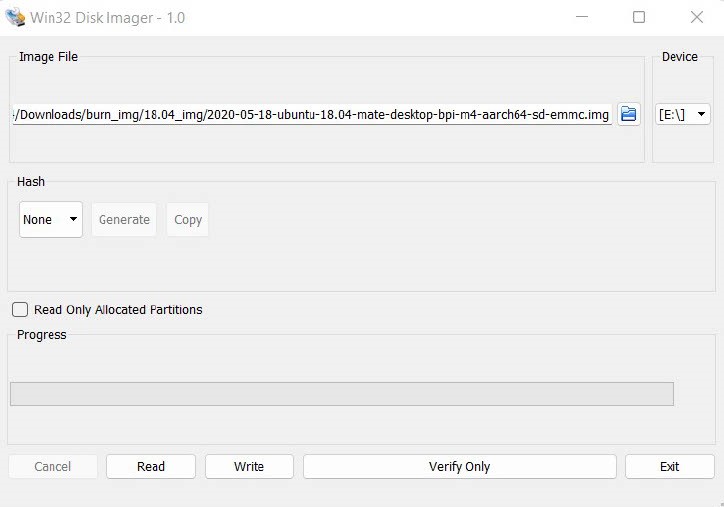 Win32 Disk Imager - 1.0
Image File
Device
/Downloads/burn_img/18.04_img/2020-05-18-ubuntu-18.04-mate-desktop-bpi-m4-aarch64-sd-emmc.img
[E:\]
Hash
None
Generate
Copy
Read Only Allocated Partitions
Progress
Cancel
Read
Write
Verify Only
Exit